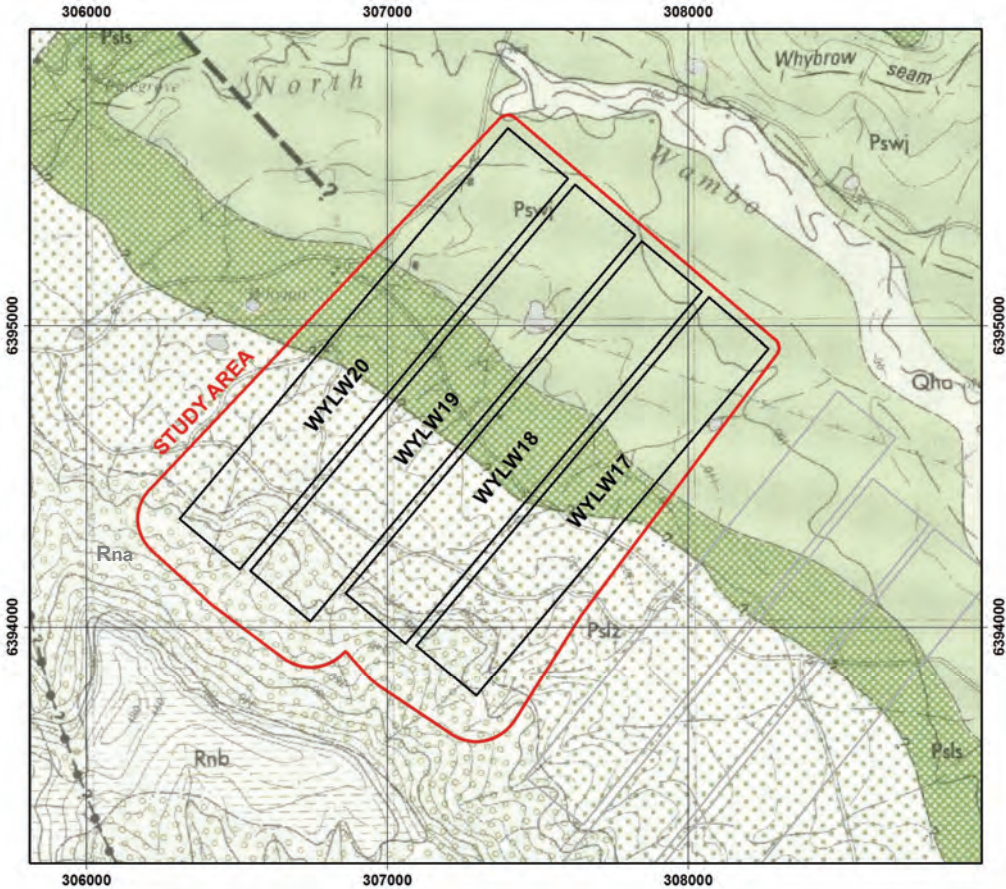 306000
307000
308000
Psls
North
Whybrow
seam
Pswj
Wambo
Pswj
?
6395000
6395000
STUDY AREA
WYLW20
WYLW19
WYLW18
WYLW17
Qha
Rna
6394000
6394000
Pslz
Rnb
Psls
306000
307000
308000